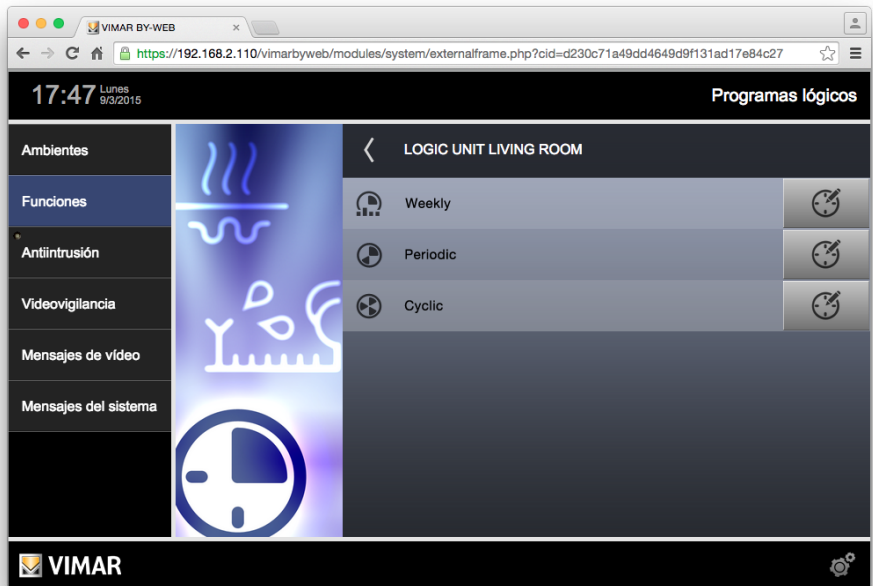 VIMAR BY-WEB
https://192.168.2.110/vimarbyweb/modules/system/externalframe.php?cid=d230c71a49dd4649d9f131ad17e84c27
17:47 Lunes
9/3/2015
Programas lógicos
Ambientes
Funciones
Antiintrusión
Videovigilancia
Mensajes de vídeo
Mensajes del sistema
LOGIC UNIT LIVING ROOM
Weekly
Periodic
Cyclic
VIMAR